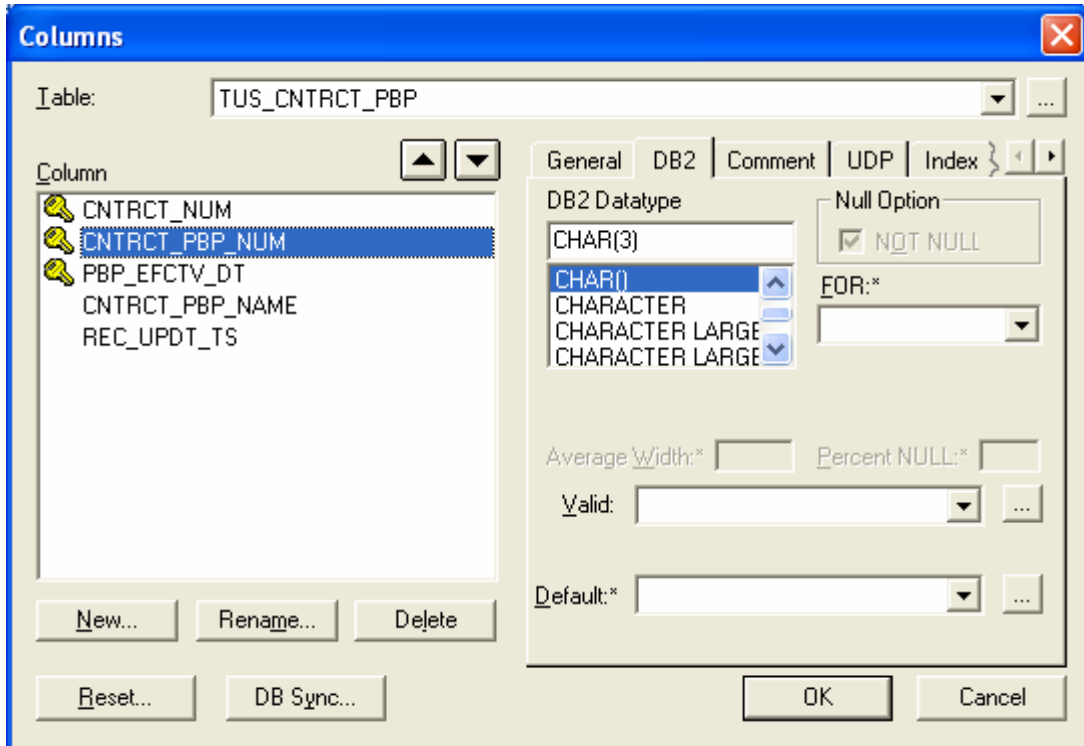 Columns
Table: TUS_CNTRCT_PBP ...
Column
CNTRCT_NUM
CNTRCT_PBP_NUM
PBP_EFCTV_DT
CNTRCT_PBP_NAME
REC_UPDT_TS
New... Rename... Delete
Reset... DB Sync...
General DB2 Comment UDP Index
DB2 Datatype
CHAR(3)
CHAR()
CHARACTER
CHARACTER LARGE
CHARACTER LARGE
Null Option
NOT NULL
FOR:*
Average Width:* Percent NULL:*
Valid: ...
Default:* ...
OK Cancel